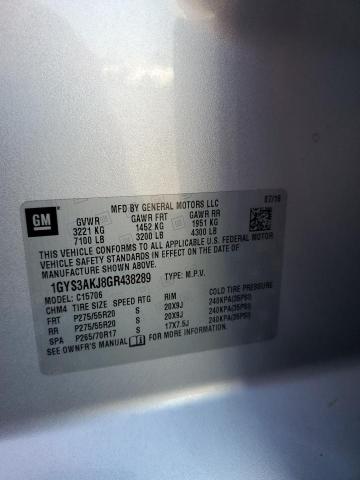 GM
MFD BY GENERAL MOTORS LLC 07/16
GVWR GAWR FRT GAWR RR
3221 KG 1452 KG 1951 KG
7100 LB 3200 LB 4300 LB
THIS VEHICLE CONFORMS TO ALL APPLICABLE U.S. FEDERAL MOTOR
VEHICLE SAFETY STANDARDS IN EFFECT ON THE DATE OF
MANUFACTURE SHOWN ABOVE.
1GYS3AKJ8GR438289 TYPE: M.P.V.
MODEL: C15706
CHM4 TIRE SIZE SPEED RTG RIM COLD TIRE PRESSURE
FRT P275/55R20 S 20X9J 240KPA(35PSI)
RR P275/55R20 S 20X9J 240KPA(35PSI)
SPA P265/70R17 S 17X7.5J 240KPA(35PSI)
SEE OWNER'S MANUAL FOR MORE INFORMATION.